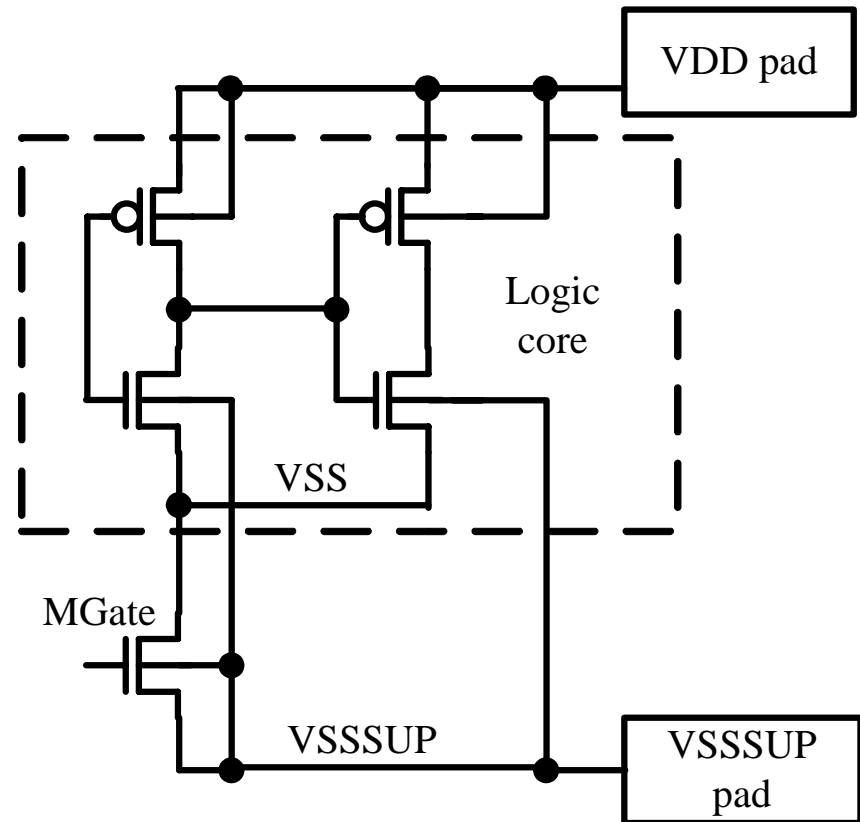 VDD pad
Logic
core
VSS
MGate
VSSSUP
VSSSUP
pad